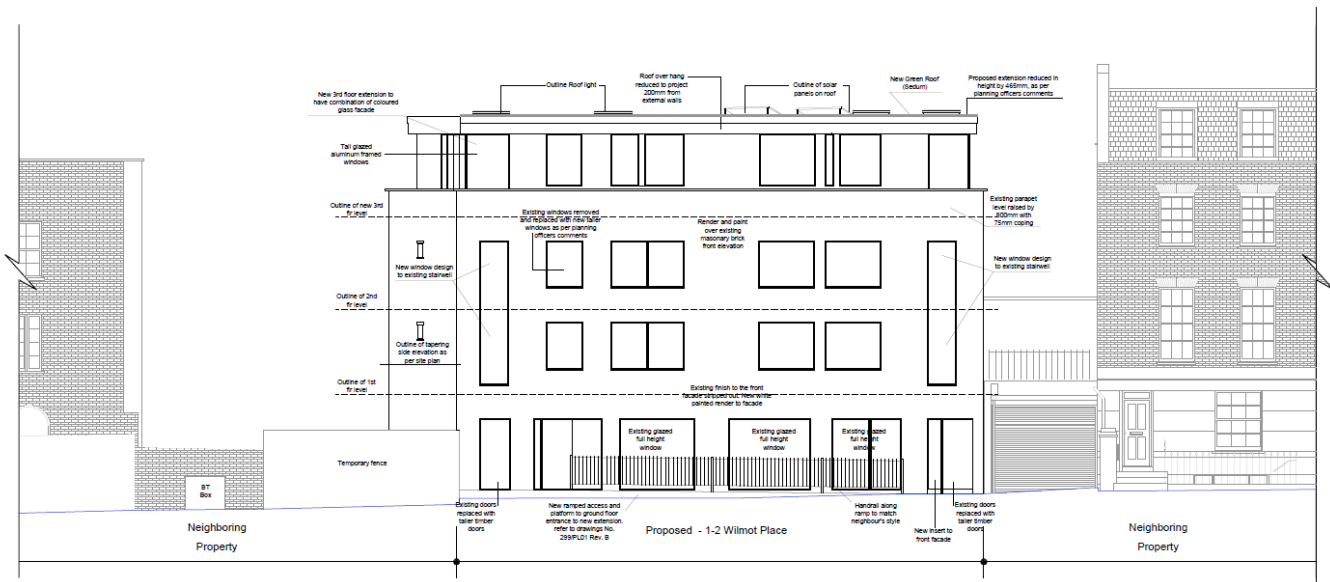 New 3rd floor extension to
have combination of coloured
glass facade
Outline Roof light
Roof over hang
reduced to project
200mm from
external walls
Outline of solar
panels on roof
New Green Roof
(Sedum)
Proposed extension reduced in
height by 465mm, as per
planning officers comments
Tall glazed
aluminum framed
windows
Outline of new 3rd
flr level
Existing windows removed
and replaced with new taller
windows as per planning
officers comments
Render and paint
over existing
masonary brick
front elevation
Existing parapet
level raised by
800mm with
75mm coping
New window design
to existing stairwell
New window design
to existing stairwell
Outline of 2nd
flr level
Outline of tapering
side elevation as
per site plan
Outline of 1st
flr level
Existing finish to the front
facade stripped out. New white
painted render to facade
Existing glazed
full height
window
Existing glazed
full height
window
Existing glazed
full height
window
Temporary fence
BT
Box
Existing doors
replaced with
taller timber
doors
New ramped access and
platform to ground floor
entrance to new extension.
refer to drawings No.
299/PL01 Rev. B
Handrail along
ramp to match
neighbour's style
New insert to
front facade
Existing doors
replaced with
taller timber
doors
Neighboring
Property
Proposed - 1-2 Wilmot Place
Neighboring
Property